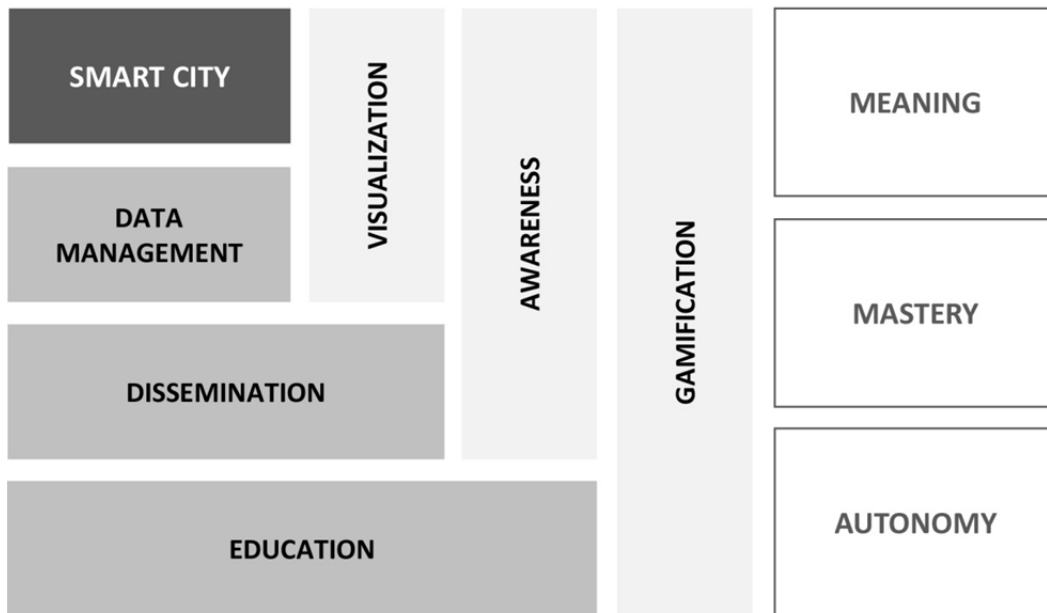 SMART CITY
DATA
MANAGEMENT
DISSEMINATION
EDUCATION
VISUALIZATION
AWARENESS
GAMIFICATION
MEANING
MASTERY
AUTONOMY